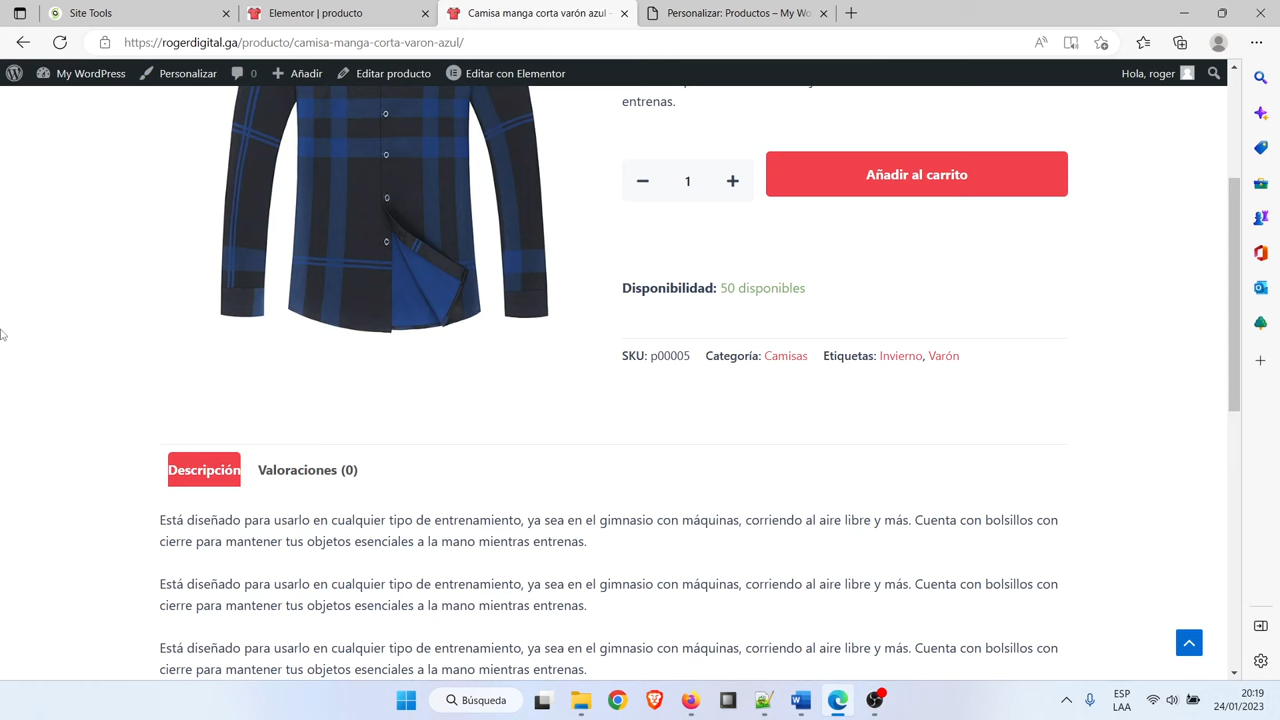 Site Tools
Elementor | producto
Camisa manga corta varón azul -
Personalizar: Productos – My Wo
https://rogerdigital.ga/producto/camisa-manga-corta-varon-azul/
My WordPress
Personalizar
0
Añadir
Editar producto
Editar con Elementor
Hola, roger
entrenas.
1
Añadir al carrito
Disponibilidad: 50 disponibles
SKU: p00005 Categoría: Camisas Etiquetas: Invierno, Varón
Descripción
Valoraciones (0)
Está diseñado para usarlo en cualquier tipo de entrenamiento, ya sea en el gimnasio con máquinas, corriendo al aire libre y más. Cuenta con bolsillos con
cierre para mantener tus objetos esenciales a la mano mientras entrenas.
Está diseñado para usarlo en cualquier tipo de entrenamiento, ya sea en el gimnasio con máquinas, corriendo al aire libre y más. Cuenta con bolsillos con
cierre para mantener tus objetos esenciales a la mano mientras entrenas.
Está diseñado para usarlo en cualquier tipo de entrenamiento, ya sea en el gimnasio con máquinas, corriendo al aire libre y más. Cuenta con bolsillos con
cierre para mantener tus objetos esenciales a la mano mientras entrenas.
Búsqueda
ESP
LAA
20:19
24/01/2023